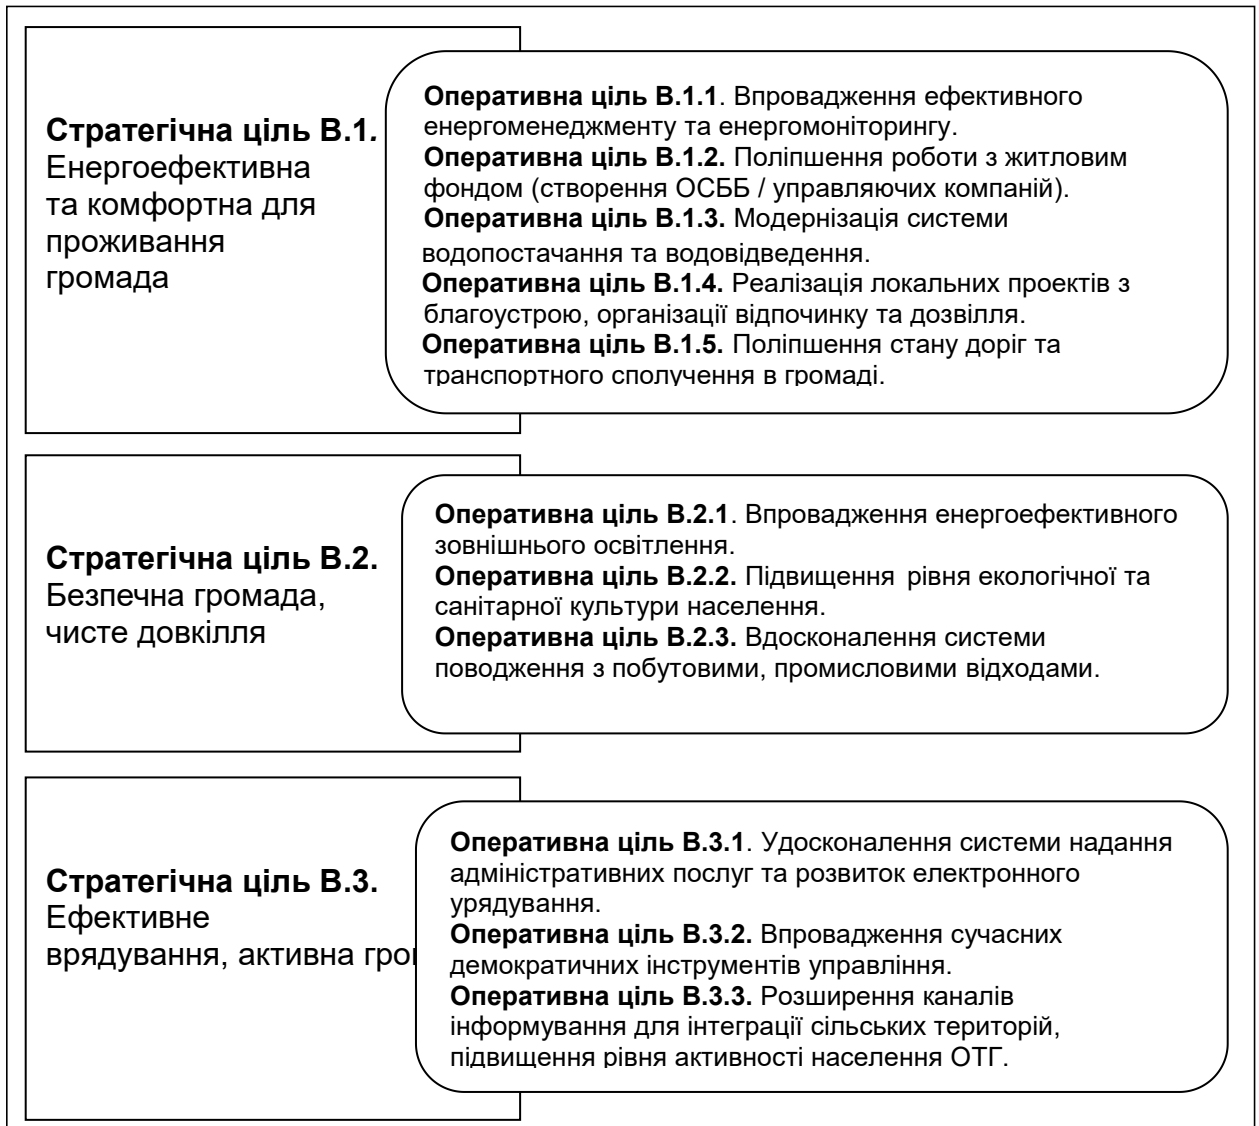 Стратегічна ціль В.1.
Енергоефективна
та комфортна для
проживання
громада
Оперативна ціль В.1.1. Впровадження ефективного
енергоменеджменту та енергомоніторингу.
Оперативна ціль В.1.2. Поліпшення роботи з житловим
фондом (створення ОСББ / управляючих компаній).
Оперативна ціль В.1.3. Модернізація системи
водопостачання та водовідведення.
Оперативна ціль В.1.4. Реалізація локальних проектів з
благоустрою, організації відпочинку та дозвілля.
Оперативна ціль В.1.5. Поліпшення стану доріг та
транспортного сполучення в громаді.
Стратегічна ціль В.2.
Безпечна громада,
чисте довкілля
Оперативна ціль В.2.1. Впровадження енергоефективного
зовнішнього освітлення.
Оперативна ціль В.2.2. Підвищення рівня екологічної та
санітарної культури населення.
Оперативна ціль В.2.3. Вдосконалення системи
поводження з побутовими, промисловими відходами.
Стратегічна ціль В.3.
Ефективне
врядування, активна
Оперативна ціль В.3.1. Удосконалення системи надання
адміністративних послуг та розвиток електронного
урядування.
Оперативна ціль В.3.2. Впровадження сучасних
демократичних інструментів управління.
Оперативна ціль В.3.3. Розширення каналів
інформування для інтеграції сільських територій,
підвищення рівня активності населення ОТГ.